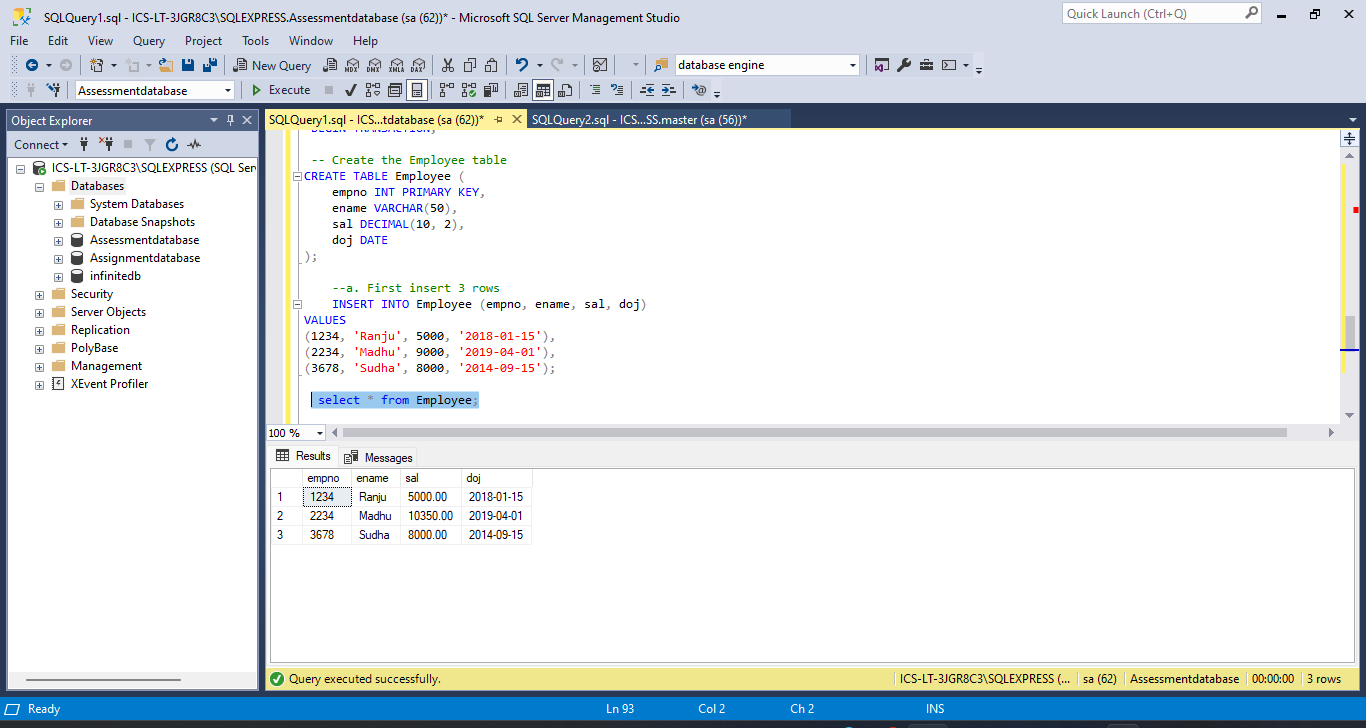 SQLQuery1.sql - ICS-LT-3JGR8C3\SQLEXPRESS.Assessmentdatabase (sa (62))* - Microsoft SQL Server Management Studio
Quick Launch (Ctrl+Q)
File Edit View Query Project Tools Window Help
New Query MDX DMX XMLA DAX database engine
Assessmentdatabase Execute
Object Explorer
SQLQuery1.sql - ICS...tdatabase (sa (62))* SQLQuery2.sql - ICS...SS.master (sa (56))*
Connect
ICS-LT-3JGR8C3\SQLEXPRESS (SQL Ser
Databases
System Databases
Database Snapshots
Assessmentdatabase
Assignmentdatabase
infinitedb
Security
Server Objects
Replication
PolyBase
Management
XEvent Profiler
BEGIN TRANSACTION;
-- Create the Employee table
CREATE TABLE Employee (
empno INT PRIMARY KEY,
ename VARCHAR(50),
sal DECIMAL(10, 2),
doj DATE
);
--a. First insert 3 rows
INSERT INTO Employee (empno, ename, sal, doj)
VALUES
(1234, 'Ranju', 5000, '2018-01-15'),
(2234, 'Madhu', 9000, '2019-04-01'),
(3678, 'Sudha', 8000, '2014-09-15');
select * from Employee;
100 %
Results Messages
empno ename sal doj
1 1234 Ranju 5000.00 2018-01-15
2 2234 Madhu 10350.00 2019-04-01
3 3678 Sudha 8000.00 2014-09-15
Query executed successfully. ICS-LT-3JGR8C3\SQLEXPRESS (... sa (62) Assessmentdatabase 00:00:00 3 rows
Ready Ln 93 Col 2 Ch 2 INS